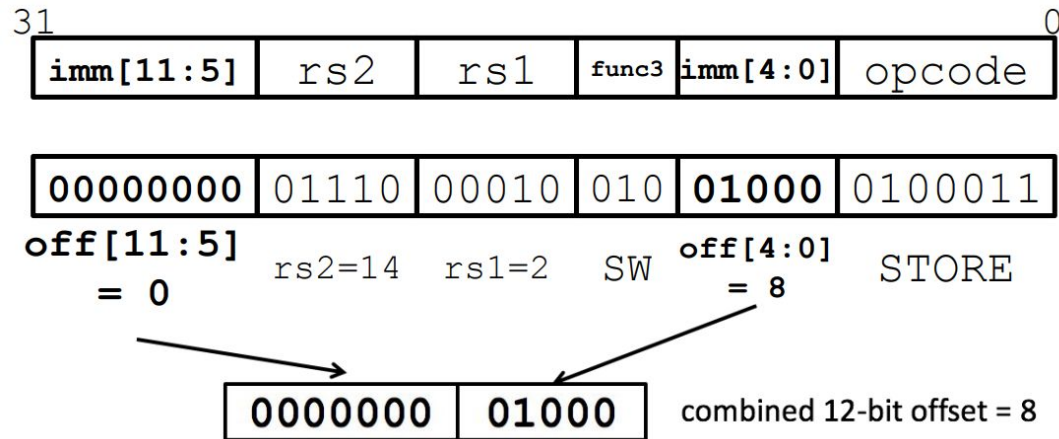 31 0
imm[11:5] rs2 rs1 func3 imm[4:0] opcode
00000000 01110 00010 010 01000 0100011
off[11:5] = 0 rs2=14 rs1=2 SW off[4:0] = 8 STORE
0000000 01000 combined 12-bit offset = 8